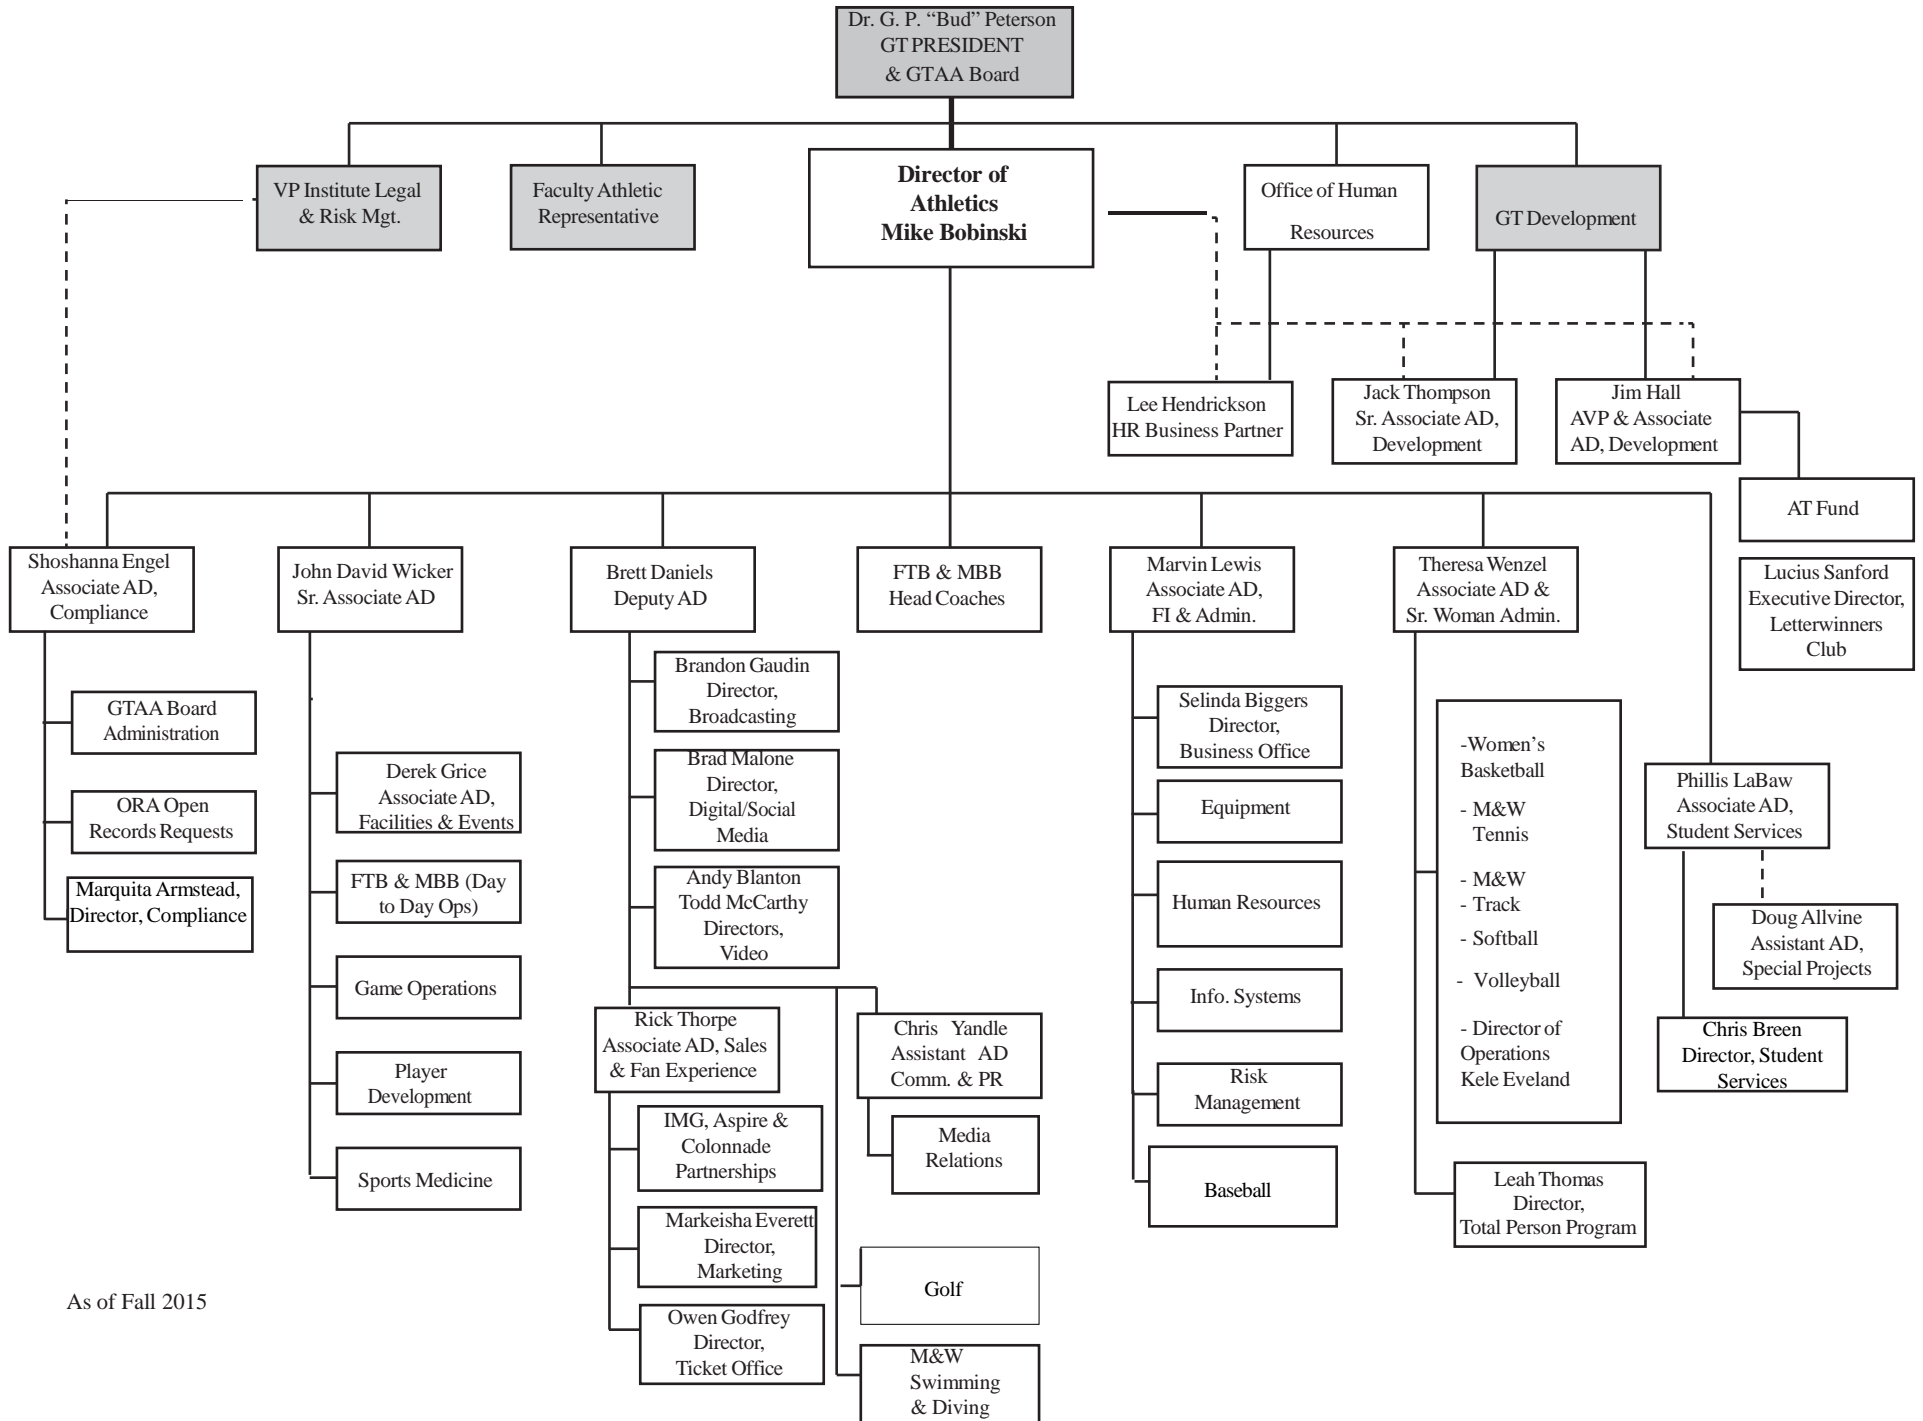 Dr. G. P. “Bud” Peterson
GT PRESIDENT
& GTAA Board
VP Institute Legal
& Risk Mgt.
Faculty Athletic
Representative
Director of
Athletics
Mike Bobinski
Office of Human
Resources
GT Development
Lee Hendrickson
HR Business Partner
Jack Thompson
Sr. Associate AD,
Development
Jim Hall
AVP & Associate
AD, Development
AT Fund
Lucius Sanford
Executive Director,
Letterwinners
Club
Shoshanna Engel
Associate AD,
Compliance
GTAA Board
Administration
ORA Open
Records Requests
Marquita Armstead,
Director, Compliance
John David Wicker
Sr. Associate AD
Derek Grice
Associate AD,
Facilities & Events
FTB & MBB (Day
to Day Ops)
Game Operations
Player
Development
Sports Medicine
Brett Daniels
Deputy AD
Brandon Gaudin
Director,
Broadcasting
Brad Malone
Director,
Digital/Social
Media
Andy Blanton
Todd McCarthy
Directors,
Video
Rick Thorpe
Associate AD, Sales
& Fan Experience
IMG, Aspire &
Colonnade
Partnerships
Markeisha Everett
Director,
Marketing
Owen Godfrey
Director,
Ticket Office
Chris Yandle
Assistant AD
Comm. & PR
Media
Relations
Golf
M&W
Swimming
& Diving
FTB & MBB
Head Coaches
Marvin Lewis
Associate AD,
FI & Admin.
Selinda Biggers
Director,
Business Office
Equipment
Human Resources
Info. Systems
Risk
Management
Baseball
Theresa Wenzel
Associate AD &
Sr. Woman Admin.
-Women’s
Basketball
- M&W
Tennis
- M&W
- Track
- Softball
- Volleyball
- Director of
Operations
Kele Eveland
Leah Thomas
Director,
Total Person Program
Phillis LaBaw
Associate AD,
Student Services
Doug Allvine
Assistant AD,
Special Projects
Chris Breen
Director, Student
Services
As of Fall 2015